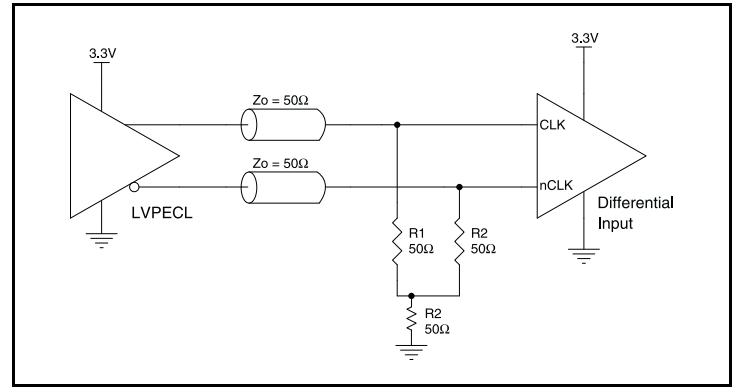 3.3V
3.3V
Zo = 50Ω
CLK
Zo = 50Ω
nCLK
LVPECL
Differential
Input
R1
50Ω
R2
50Ω
R2
50Ω